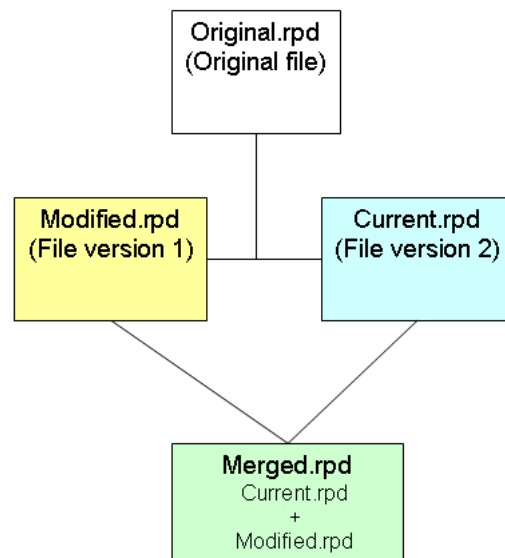 Original.rpd
(Original file)
Modified.rpd
(File version 1)
Current.rpd
(File version 2)
Merged.rpd
Current.rpd
+
Modified.rpd